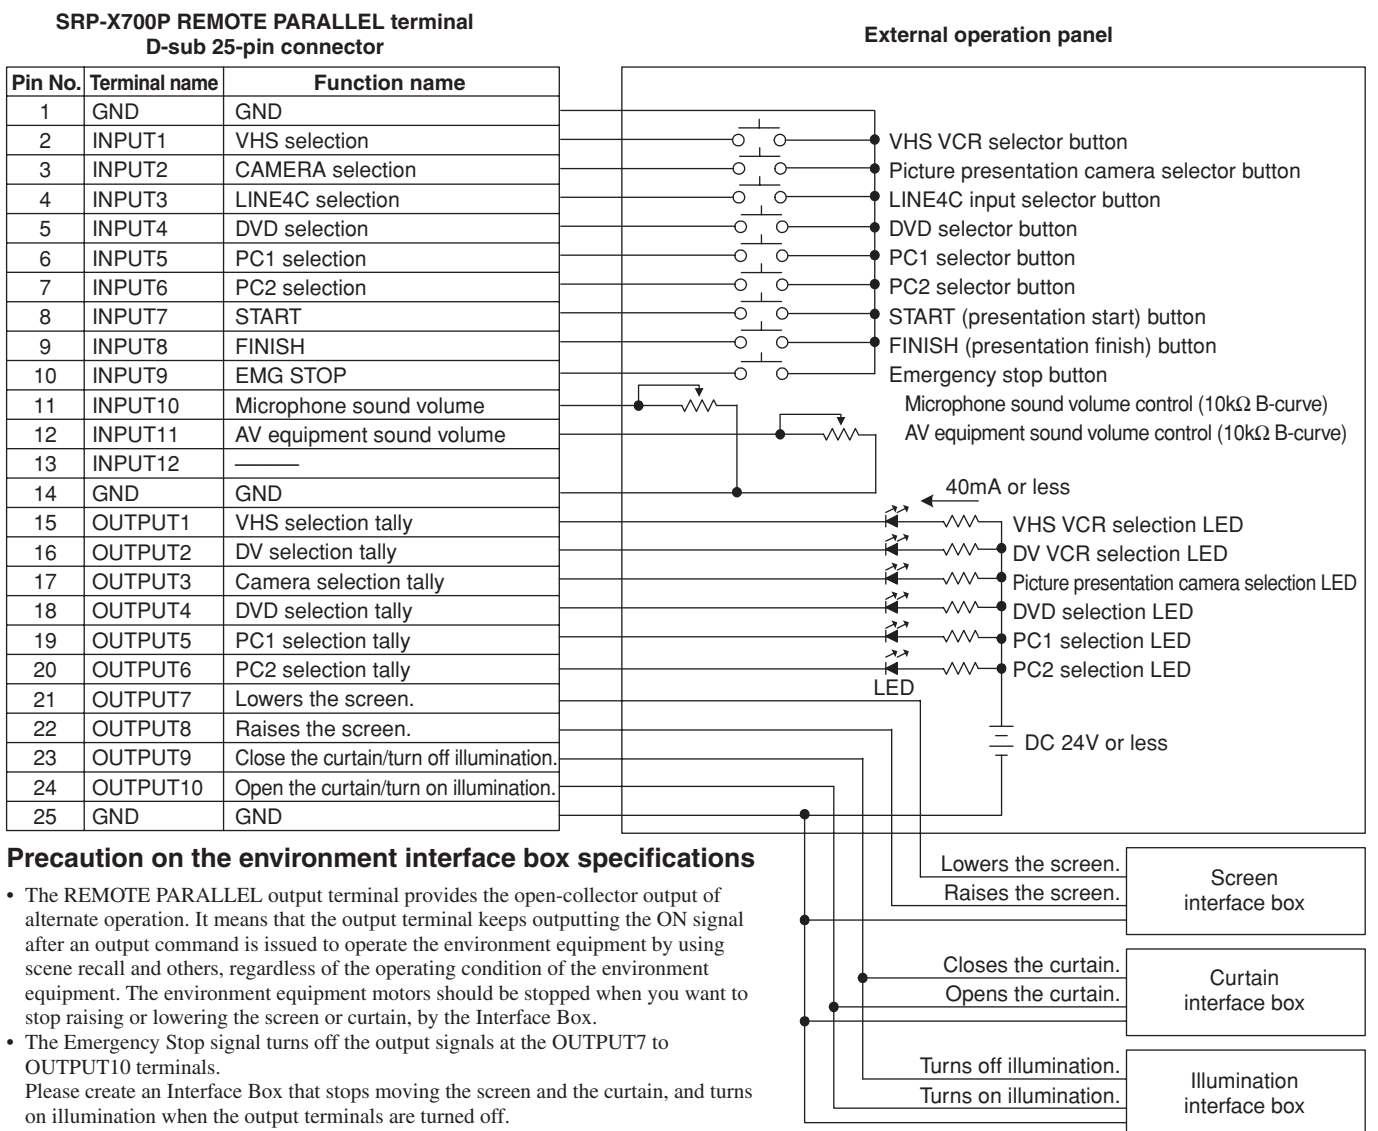 SRP-X700P REMOTE PARALLEL terminal
D-sub 25-pin connector
External operation panel
Pin No. Terminal name Function name
1 GND GND
2 INPUT1 VHS selection
3 INPUT2 CAMERA selection
4 INPUT3 LINE4C selection
5 INPUT4 DVD selection
6 INPUT5 PC1 selection
7 INPUT6 PC2 selection
8 INPUT7 START
9 INPUT8 FINISH
10 INPUT9 EMG STOP
11 INPUT10 Microphone sound volume
12 INPUT11 AV equipment sound volume
13 INPUT12 ———
14 GND GND
15 OUTPUT1 VHS selection tally
16 OUTPUT2 DV selection tally
17 OUTPUT3 Camera selection tally
18 OUTPUT4 DVD selection tally
19 OUTPUT5 PC1 selection tally
20 OUTPUT6 PC2 selection tally
21 OUTPUT7 Lowers the screen.
22 OUTPUT8 Raises the screen.
23 OUTPUT9 Close the curtain/turn off illumination.
24 OUTPUT10 Open the curtain/turn on illumination.
25 GND GND
VHS VCR selector button
Picture presentation camera selector button
LINE4C input selector button
DVD selector button
PC1 selector button
PC2 selector button
START (presentation start) button
FINISH (presentation finish) button
Emergency stop button
Microphone sound volume control (10kΩ B-curve)
AV equipment sound volume control (10kΩ B-curve)
40mA or less
VHS VCR selection LED
DV VCR selection LED
Picture presentation camera selection LED
DVD selection LED
PC1 selection LED
PC2 selection LED
LED
DC 24V or less
Precaution on the environment interface box specifications
• The REMOTE PARALLEL output terminal provides the open-collector output of
alternate operation. It means that the output terminal keeps outputting the ON signal
after an output command is issued to operate the environment equipment by using
scene recall and others, regardless of the operating condition of the environment
equipment. The environment equipment motors should be stopped when you want to
stop raising or lowering the screen or curtain, by the Interface Box.
• The Emergency Stop signal turns off the output signals at the OUTPUT7 to
OUTPUT10 terminals.
Please create an Interface Box that stops moving the screen and the curtain, and turns
on illumination when the output terminals are turned off.
Lowers the screen.
Raises the screen.
Screen
interface box
Closes the curtain.
Opens the curtain.
Curtain
interface box
Turns off illumination.
Turns on illumination.
Illumination
interface box